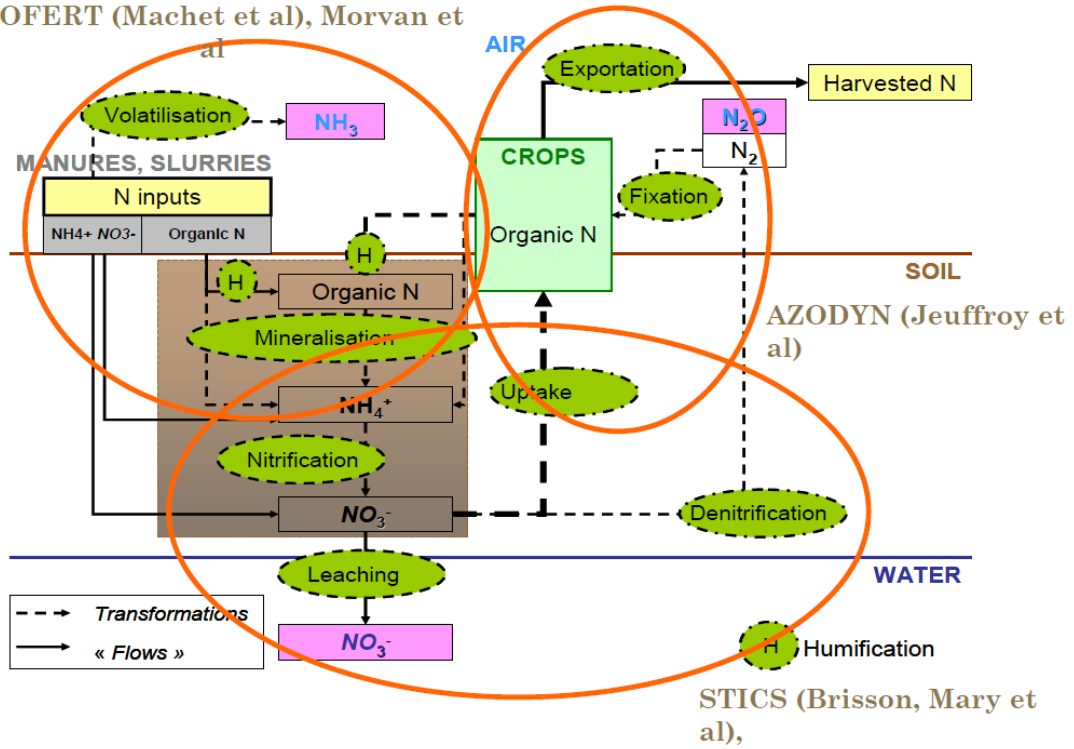 OFERT (Machet et al), Morvan et
al
AIR
Exportation
Harvested N
Volatilisation
NH₃
N₂O
N₂
MANURES, SLURRIES
CROPS
N inputs
Fixation
NH4+ NO3-
Organic N
Organic N
H
SOIL
H
Organic N
AZODYN (Jeuffroy et
al)
Mineralisation
Uptake
NH₄⁺
Nitrification
NO₃⁻
Denitrification
Leaching
WATER
Transformations
« Flows »
NO₃⁻
H
Humification
STICS (Brisson, Mary et
al),